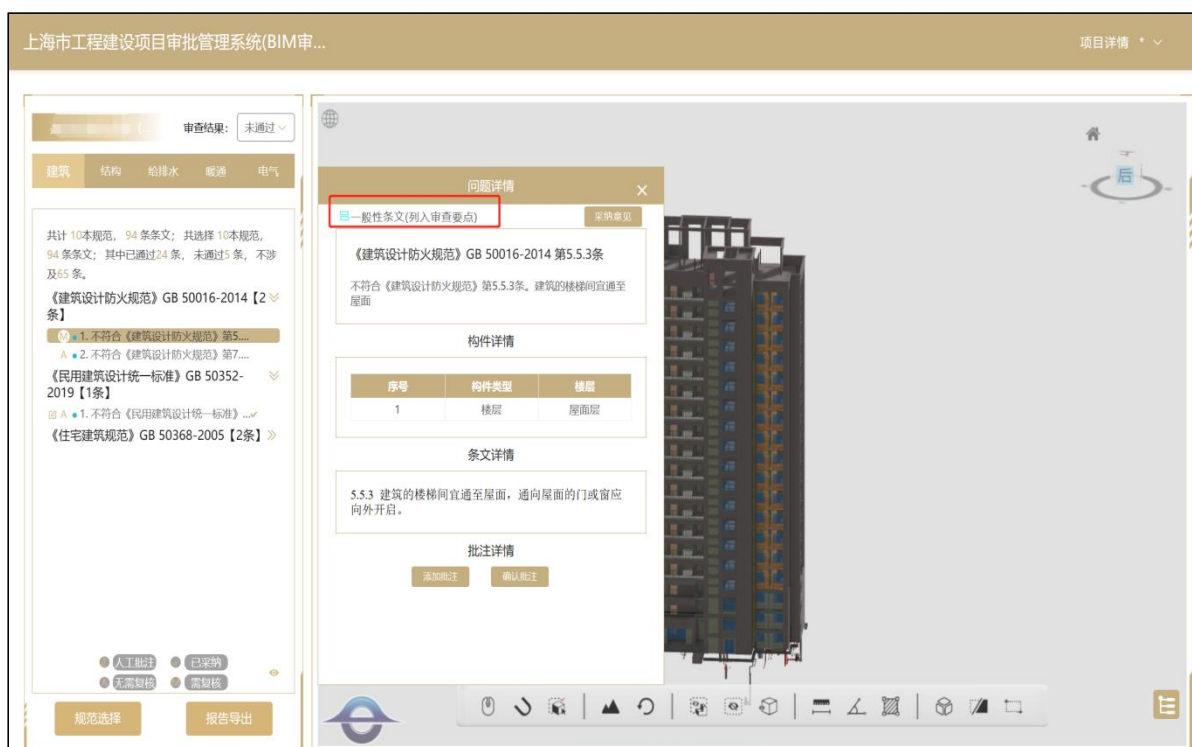 上海市工程建设项目审批管理系统(BIM审...
项目详情 *
审查结果： 未通过
建筑 结构 给排水 暖通 电气
共计 10本规范， 94 条条文； 共选择 10本规范，
94 条条文； 其中已通过24 条， 未通过5 条， 不涉
及65 条。
《建筑设计防火规范》GB 50016-2014【2
条】
M 1. 不符合《建筑设计防火规范》第5....
A 2. 不符合《建筑设计防火规范》第7....
《民用建筑设计统一标准》GB 50352-
2019【1条】
A 1. 不符合《民用建筑设计统一标准》...
《住宅建筑规范》GB 50368-2005【2条】
人工批注 已采纳
无需复核 需复核
规范选择 报告导出
问题详情
一般性条文(列入审查要点) 采纳意见
《建筑设计防火规范》GB 50016-2014 第5.5.3条
不符合《建筑设计防火规范》第5.5.3条。建筑的楼梯间宜通至
屋面
构件详情
序号 构件类型 楼层
1 楼层 屋面层
条文详情
5.5.3 建筑的楼梯间宜通至屋面，通向屋面的门或窗应
向外开启。
批注详情
添加批注 确认批注
后